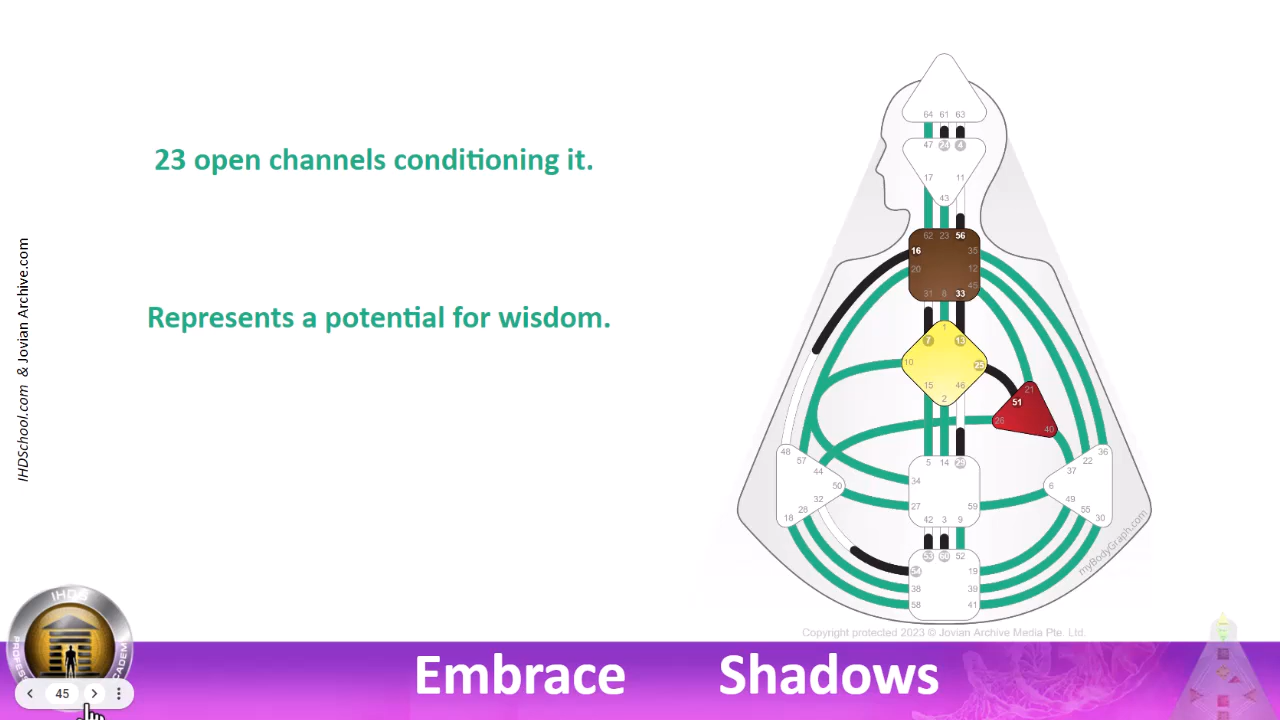 23 open channels conditioning it.
Represents a potential for wisdom.
IHDSchool.com & Jovian Archive.com
64 61 63
47 24 4
17 11
43
62 23 56
16 35
20 12
45
31 8 33
1
7 13
10 25
15 46
2
21
51
26 40
48 36
57 22
44 37
5 14 29
34
50 6
32 49
27 59
28 55
18 30
42 3 9
53 60 52
54 19
38 39
58 41
myBodyGraph.com
Copyright protected 2023 © Jovian Archive Media Pte. Ltd.
IHDS
45
Embrace Shadows